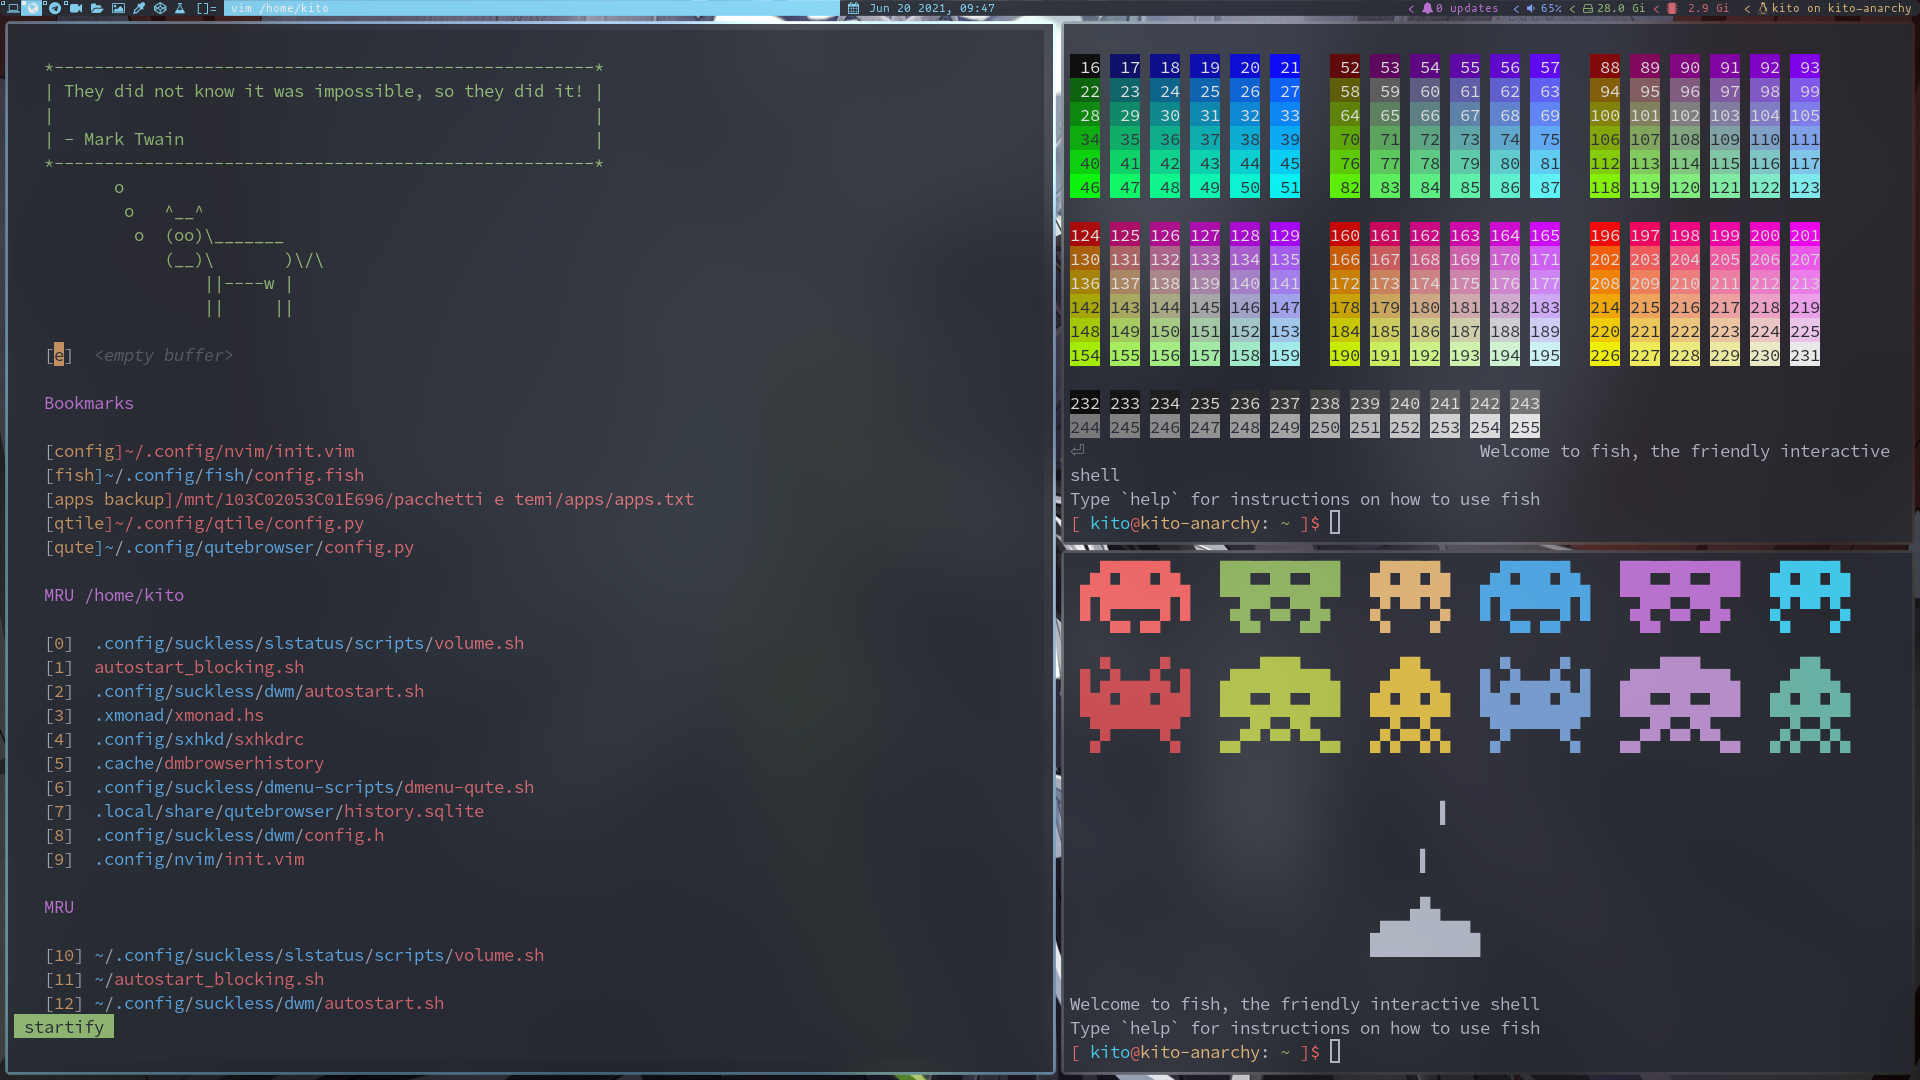 []= vim /home/kito Jun 20 2021, 09:47 < 0 updates < 65% < 28.0 Gi < 2.9 Gi < kito on kito-anarchy
*------------------------------------------------------*
| They did not know it was impossible, so they did it! |
| |
| - Mark Twain |
*------------------------------------------------------*
o
o ^__^
o (oo)\_______
(__)\ )\/\
||----w |
|| ||
[e] <empty buffer>
Bookmarks
[config]~/.config/nvim/init.vim
[fish]~/.config/fish/config.fish
[apps backup]/mnt/103C02053C01E696/pacchetti e temi/apps/apps.txt
[qtile]~/.config/qtile/config.py
[qute]~/.config/qutebrowser/config.py
MRU /home/kito
[0] .config/suckless/slstatus/scripts/volume.sh
[1] autostart_blocking.sh
[2] .config/suckless/dwm/autostart.sh
[3] .xmonad/xmonad.hs
[4] .config/sxhkd/sxhkdrc
[5] .cache/dmbrowserhistory
[6] .config/suckless/dmenu-scripts/dmenu-qute.sh
[7] .local/share/qutebrowser/history.sqlite
[8] .config/suckless/dwm/config.h
[9] .config/nvim/init.vim
MRU
[10] ~/.config/suckless/slstatus/scripts/volume.sh
[11] ~/autostart_blocking.sh
[12] ~/.config/suckless/dwm/autostart.sh
startify
16 17 18 19 20 21 52 53 54 55 56 57 88 89 90 91 92 93
22 23 24 25 26 27 58 59 60 61 62 63 94 95 96 97 98 99
28 29 30 31 32 33 64 65 66 67 68 69 100 101 102 103 104 105
34 35 36 37 38 39 70 71 72 73 74 75 106 107 108 109 110 111
40 41 42 43 44 45 76 77 78 79 80 81 112 113 114 115 116 117
46 47 48 49 50 51 82 83 84 85 86 87 118 119 120 121 122 123
124 125 126 127 128 129 160 161 162 163 164 165 196 197 198 199 200 201
130 131 132 133 134 135 166 167 168 169 170 171 202 203 204 205 206 207
136 137 138 139 140 141 172 173 174 175 176 177 208 209 210 211 212 213
142 143 144 145 146 147 178 179 180 181 182 183 214 215 216 217 218 219
148 149 150 151 152 153 184 185 186 187 188 189 220 221 222 223 224 225
154 155 156 157 158 159 190 191 192 193 194 195 226 227 228 229 230 231
232 233 234 235 236 237 238 239 240 241 242 243
244 245 246 247 248 249 250 251 252 253 254 255
⏎ Welcome to fish, the friendly interactive
shell
Type `help` for instructions on how to use fish
[ kito@kito-anarchy: ~ ]$
Welcome to fish, the friendly interactive shell
Type `help` for instructions on how to use fish
[ kito@kito-anarchy: ~ ]$